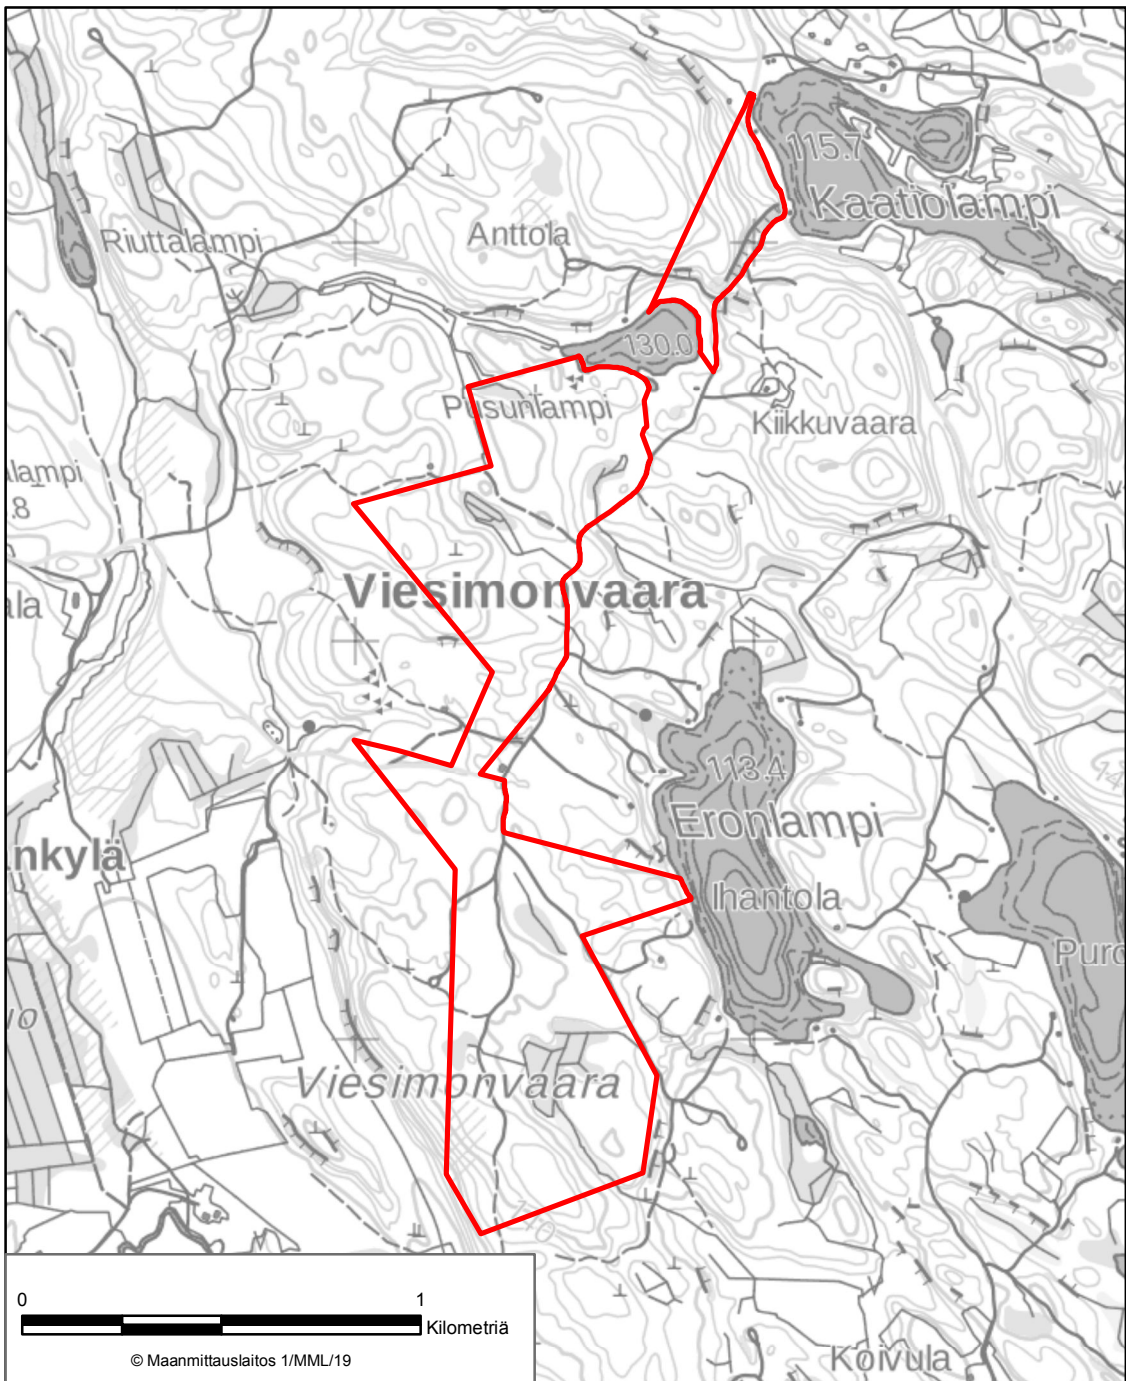 115.7
Kaatiolampi
Riuttalampi
Anttola
130.0
Pusunlampi
Kiikkuvaara
lampi
.8
Viesimonvaara
ala
113.4
Eronlampi
nkylä
Ihantola
Puro
Viesimonvaara
Koivula
0 1
Kilometriä
© Maanmittauslaitos 1/MML/19